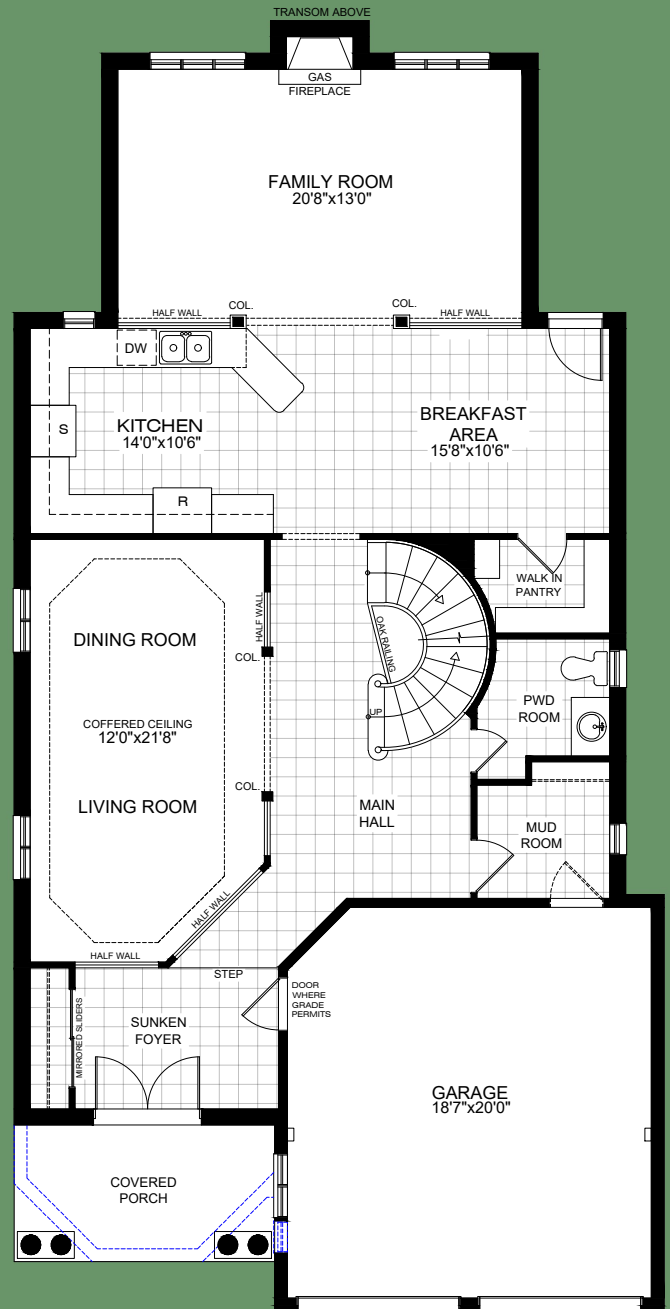 TRANSOM ABOVE
GAS
FIREPLACE
FAMILY ROOM
20'8"x13'0"
COL.
COL.
HALF WALL
HALF WALL
DW
S
KITCHEN
14'0"x10'6"
BREAKFAST
AREA
15'8"x10'6"
R
WALK IN
PANTRY
HALF WALL
OAK RAILING
DINING ROOM
COL.
UP
PWD
ROOM
COFFERED CEILING
12'0"x21'8"
COL.
LIVING ROOM
MAIN
HALL
MUD
ROOM
HALF WALL
HALF WALL
STEP
DOOR
WHERE
GRADE
PERMITS
MIRRORED SLIDERS
SUNKEN
FOYER
GARAGE
18'7"x20'0"
COVERED
PORCH